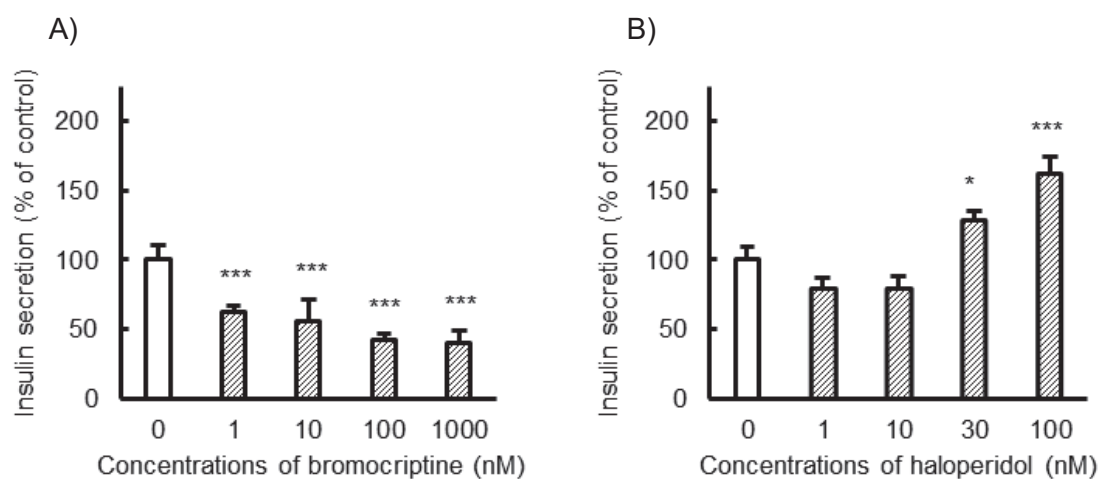 A)
Insulin secretion (% of control)
200
150
100
50
0
***
***
***
***
0 1 10 100 1000
Concentrations of bromocriptine (nM)
B)
Insulin secretion (% of control)
200
150
100
50
0
*
***
0 1 10 30 100
Concentrations of haloperidol (nM)